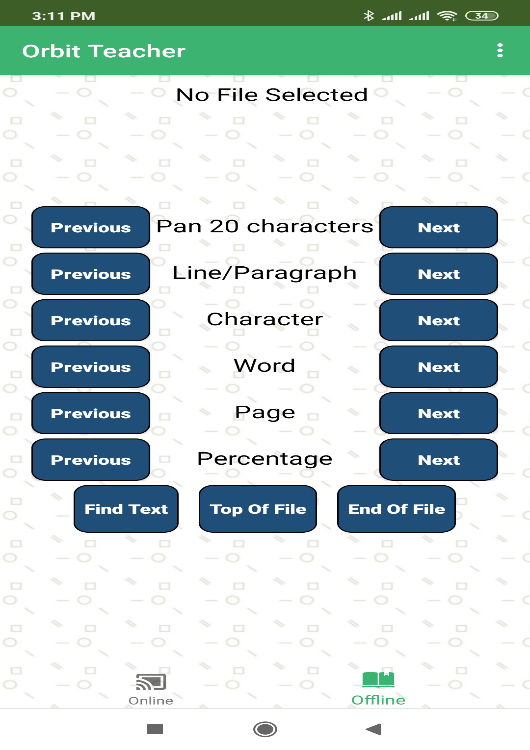 3:11 PM 34
Orbit Teacher
No File Selected
Previous Pan 20 characters Next
Previous Line/Paragraph Next
Previous Character Next
Previous Word Next
Previous Page Next
Previous Percentage Next
Find Text Top Of File End Of File
Online Offline